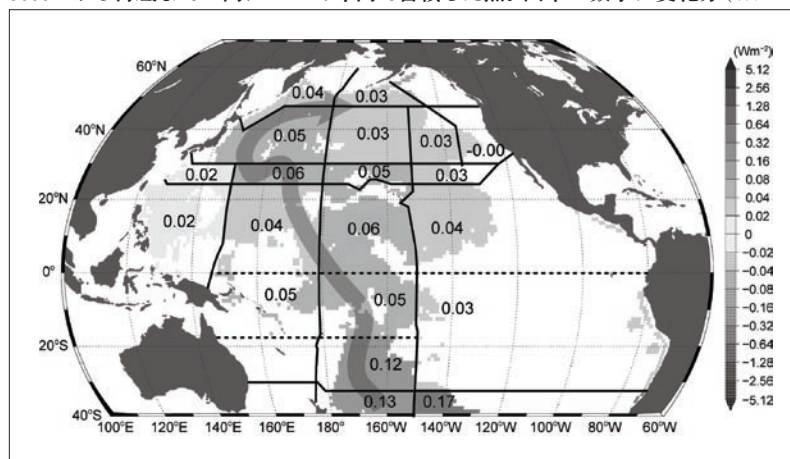 (Wm⁻²)
5.12
2.56
1.28
0.64
0.32
0.16
0.08
0.04
0.02
0
−0.02
−0.04
−0.08
−0.16
−0.32
−0.64
−1.28
−2.56
−5.12
60°N
40°N
20°N
0°
20°S
40°S
0.04
0.03
0.05
0.03
0.03
-0.00
0.02
0.06
0.05
0.03
0.02
0.04
0.06
0.04
0.05
0.05
0.03
0.12
0.13
0.17
100°E
120°E
140°E
160°E
180°
160°W
140°W
120°W
100°W
80°W
60°W